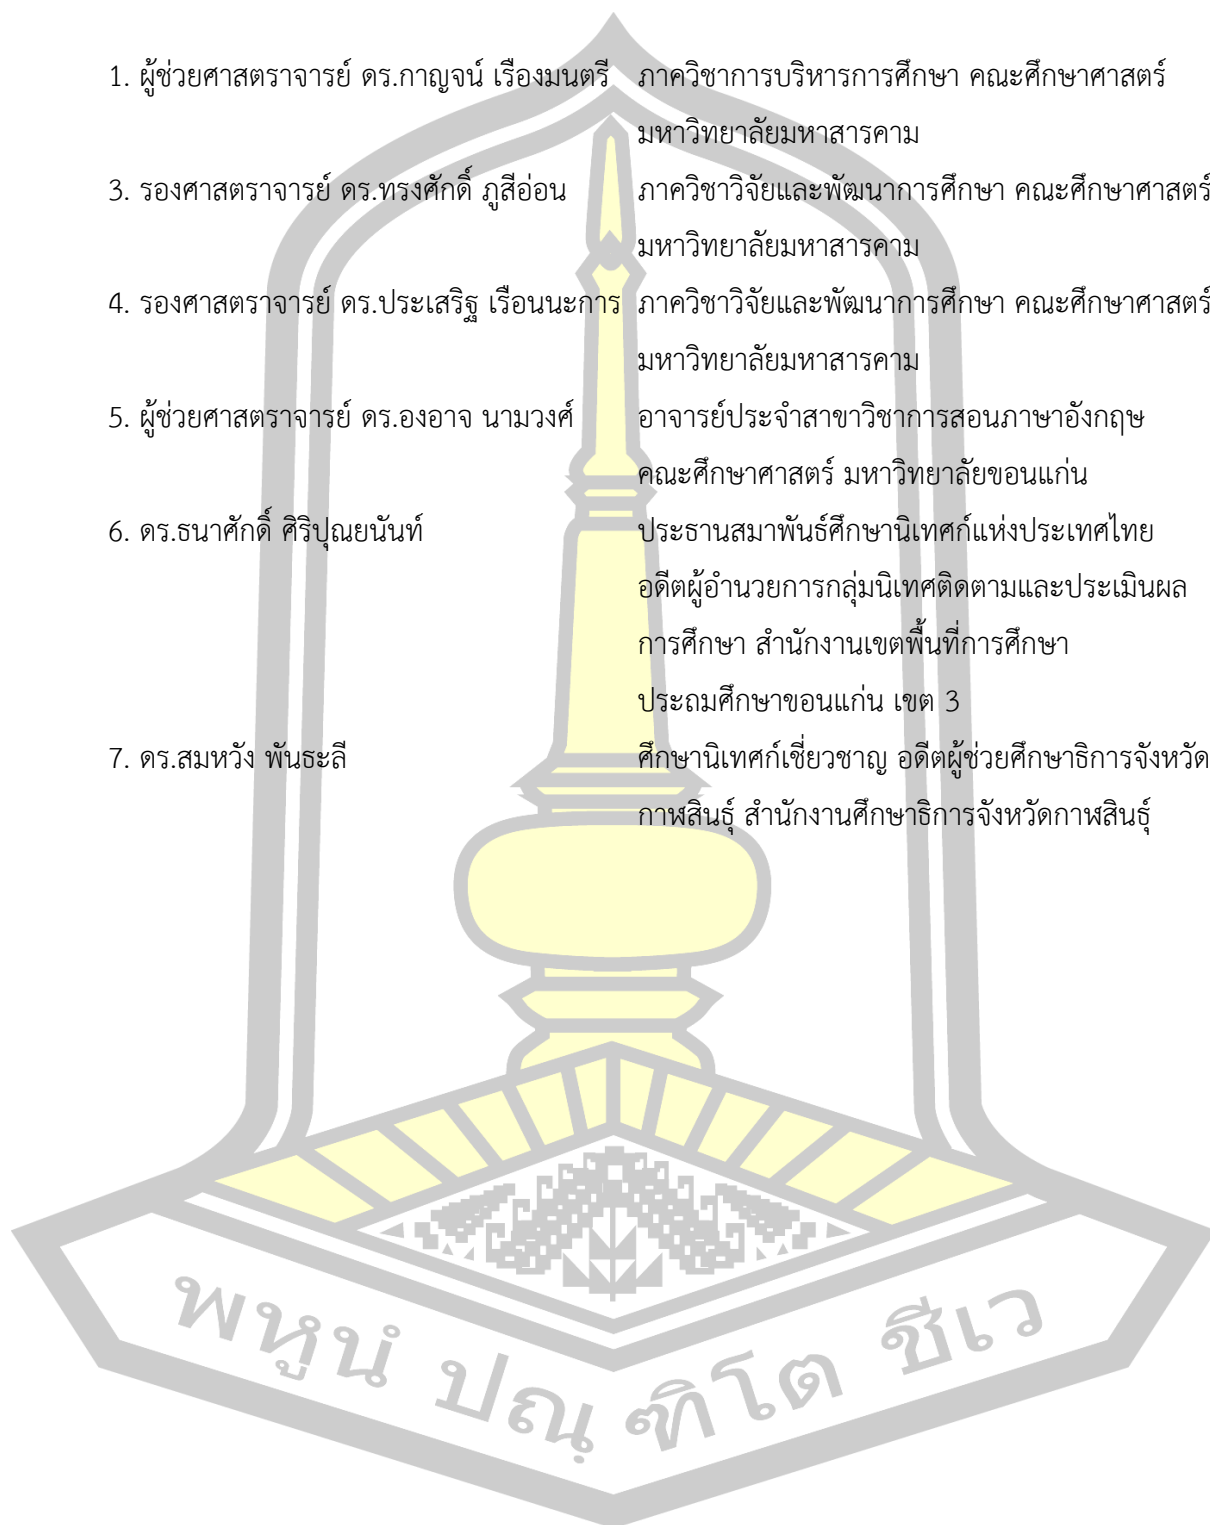 1. ผู้ช่วยศาสตราจารย์ ดร.กาญจน์ เรืองมนตรี ภาควิชาการบริหารการศึกษา คณะศึกษาศาสตร์
มหาวิทยาลัยมหาสารคาม
3. รองศาสตราจารย์ ดร.ทรงศักดิ์ ภูสีอ่อน ภาควิชาวิจัยและพัฒนาการศึกษา คณะศึกษาศาสตร์
มหาวิทยาลัยมหาสารคาม
4. รองศาสตราจารย์ ดร.ประเสริฐ เรือนนะการ ภาควิชาวิจัยและพัฒนาการศึกษา คณะศึกษาศาสตร์
มหาวิทยาลัยมหาสารคาม
5. ผู้ช่วยศาสตราจารย์ ดร.องอาจ นามวงศ์ อาจารย์ประจำสาขาวิชาการสอนภาษาอังกฤษ
คณะศึกษาศาสตร์ มหาวิทยาลัยขอนแก่น
6. ดร.ธนาศักดิ์ ศิริปุณยนันท์ ประธานสมาพันธ์ศึกษานิเทศก์แห่งประเทศไทย
อดีตผู้อำนวยการกลุ่มนิเทศติดตามและประเมินผล
การศึกษา สำนักงานเขตพื้นที่การศึกษา
ประถมศึกษาขอนแก่น เขต 3
7. ดร.สมหวัง พันธะลี ศึกษานิเทศก์เชี่ยวชาญ อดีตผู้ช่วยศึกษาธิการจังหวัด
กาฬสินธุ์ สำนักงานศึกษาธิการจังหวัดกาฬสินธุ์
พหูนํ ปณฺ ฑิโต ชีเว